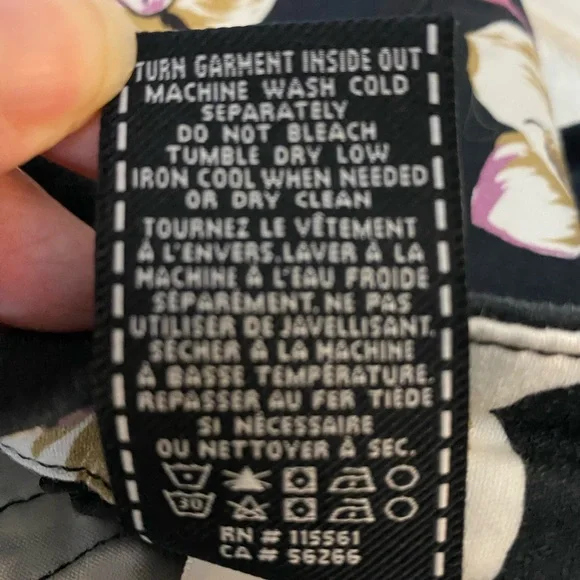 TURN GARMENT INSIDE OUT
MACHINE WASH COLD
SEPARATELY
DO NOT BLEACH
TUMBLE DRY LOW
IRON COOL WHEN NEEDED
OR DRY CLEAN
TOURNEZ LE VÊTEMENT
À L'ENVERS.LAVER À LA
MACHINE À L'EAU FROIDE
SÉPARÉMENT. NE PAS
UTILISER DE JAVELLISANT.
SÉCHER À LA MACHINE
À BASSE TEMPÉRATURE.
REPASSER AU FER TIÈDE
SI NÉCESSAIRE
OU NETTOYER À SEC.
30
RN # 115561
CA # 56266